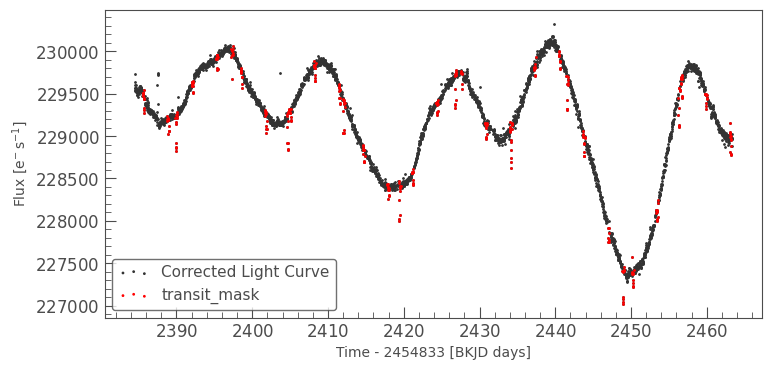 230000
229500
229000
228500
228000
227500
227000
Flux [e⁻ s⁻¹]
Corrected Light Curve
transit_mask
2390 2400 2410 2420 2430 2440 2450 2460
Time - 2454833 [BKJD days]